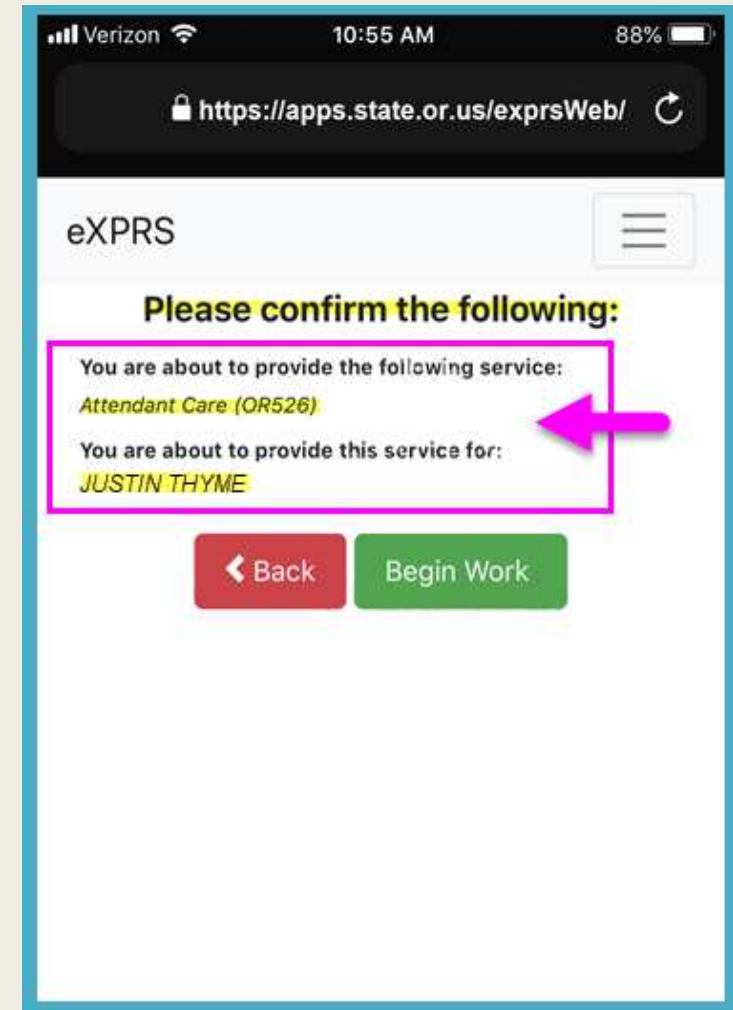 Verizon 10:55 AM 88%
https://apps.state.or.us/exprsWeb/
eXPRS
Please confirm the following:
You are about to provide the following service:
Attendant Care (OR526)
You are about to provide this service for:
JUSTIN THYME
Back Begin Work